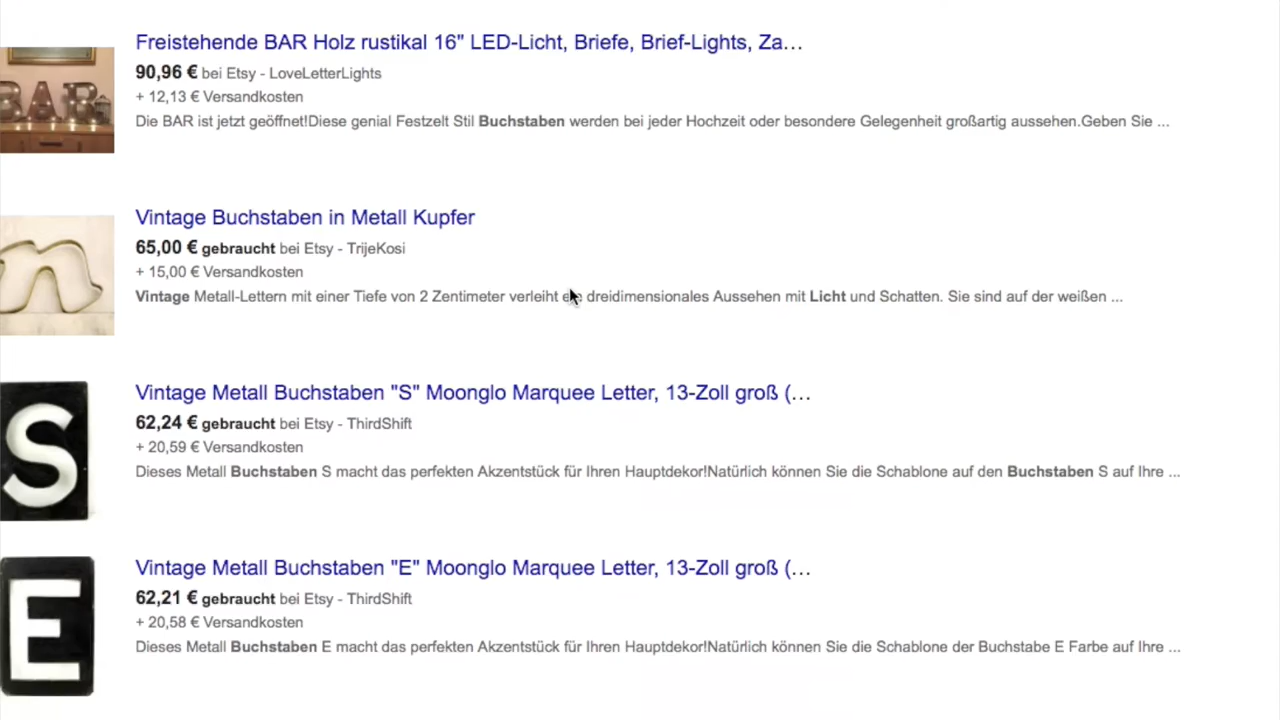 Freistehende BAR Holz rustikal 16" LED-Licht, Briefe, Brief-Lights, Za...
90,96 € bei Etsy - LoveLetterLights
+ 12,13 € Versandkosten
Die BAR ist jetzt geöffnet!Diese genial Festzelt Stil Buchstaben werden bei jeder Hochzeit oder besondere Gelegenheit großartig aussehen.Geben Sie ...
BAR
Vintage Buchstaben in Metall Kupfer
65,00 € gebraucht bei Etsy - TrijeKosi
+ 15,00 € Versandkosten
Vintage Metall-Lettern mit einer Tiefe von 2 Zentimeter verleiht dreidimensionales Aussehen mit Licht und Schatten. Sie sind auf der weißen ...
n
Vintage Metall Buchstaben "S" Moonglo Marquee Letter, 13-Zoll groß (...
62,24 € gebraucht bei Etsy - ThirdShift
+ 20,59 € Versandkosten
Dieses Metall Buchstaben S macht das perfekten Akzentstück für Ihren Hauptdekor!Natürlich können Sie die Schablone auf den Buchstaben S auf Ihre ...
S
Vintage Metall Buchstaben "E" Moonglo Marquee Letter, 13-Zoll groß (...
62,21 € gebraucht bei Etsy - ThirdShift
+ 20,58 € Versandkosten
Dieses Metall Buchstaben E macht das perfekten Akzentstück für Ihren Hauptdekor!Natürlich können Sie die Schablone der Buchstabe E Farbe auf Ihre ...
E